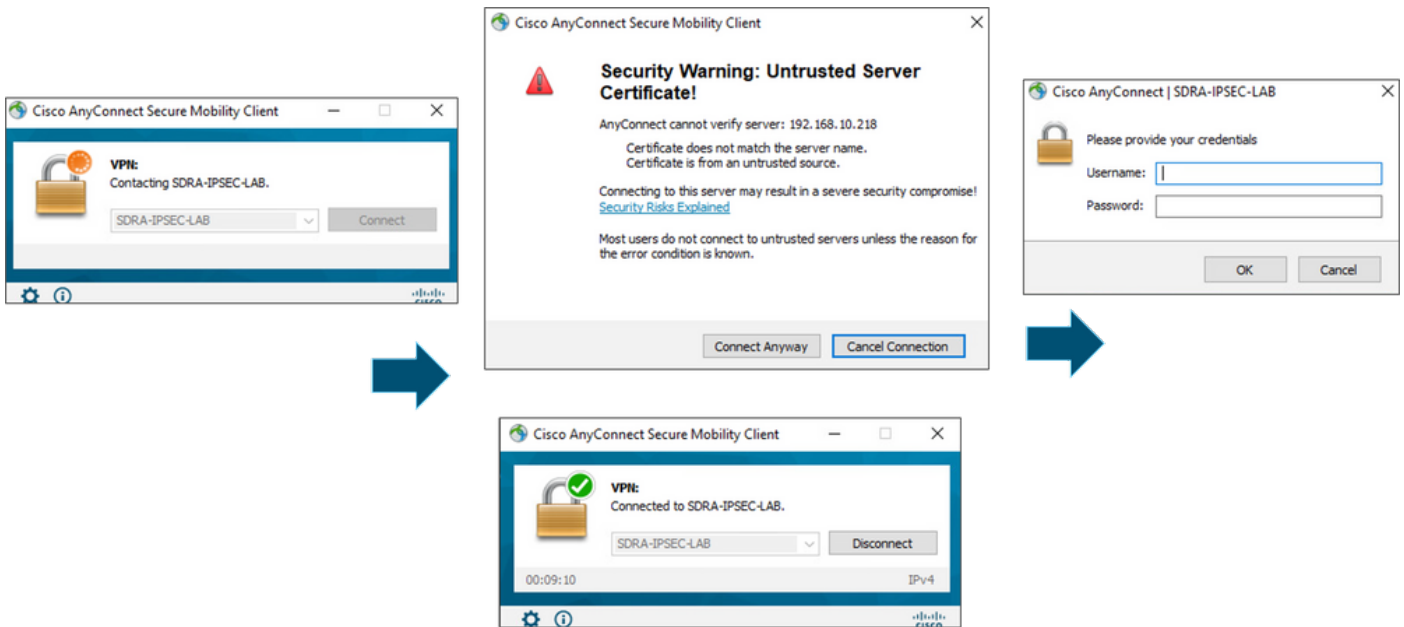 Cisco AnyConnect Secure Mobility Client
VPN:
Contacting SDRA-IPSEC-LAB.
SDRA-IPSEC-LAB
Connect
CISCO
Cisco AnyConnect Secure Mobility Client
Security Warning: Untrusted Server
Certificate!
AnyConnect cannot verify server: 192.168.10.218
Certificate does not match the server name.
Certificate is from an untrusted source.
Connecting to this server may result in a severe security compromise!
Security Risks Explained
Most users do not connect to untrusted servers unless the reason for
the error condition is known.
Connect Anyway
Cancel Connection
Cisco AnyConnect | SDRA-IPSEC-LAB
Please provide your credentials
Username:
Password:
OK
Cancel
Cisco AnyConnect Secure Mobility Client
VPN:
Connected to SDRA-IPSEC-LAB.
SDRA-IPSEC-LAB
Disconnect
00:09:10
IPv4
CISCO